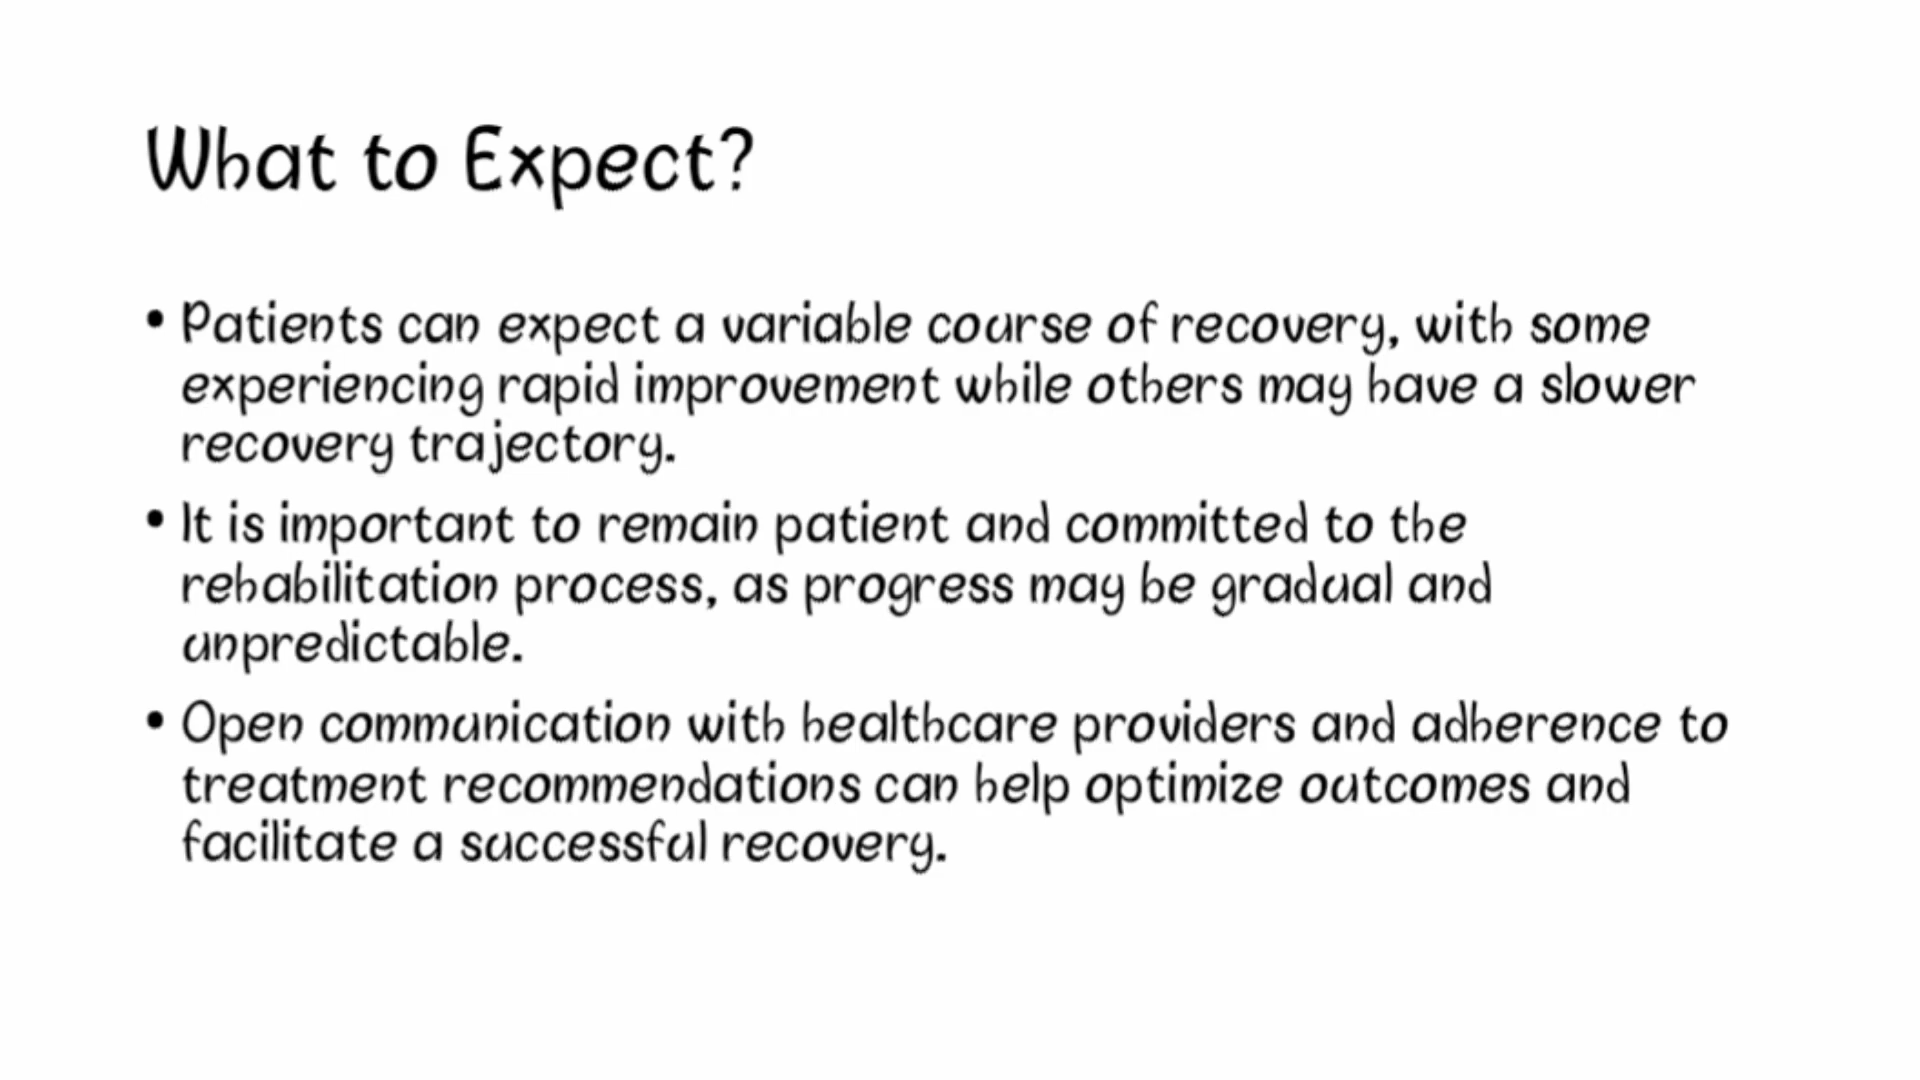 What to Expect?
• Patients can expect a variable course of recovery, with some
experiencing rapid improvement while others may have a slower
recovery trajectory.
• It is important to remain patient and committed to the
rehabilitation process, as progress may be gradual and
unpredictable.
• Open communication with healthcare providers and adherence to
treatment recommendations can help optimize outcomes and
facilitate a successful recovery.